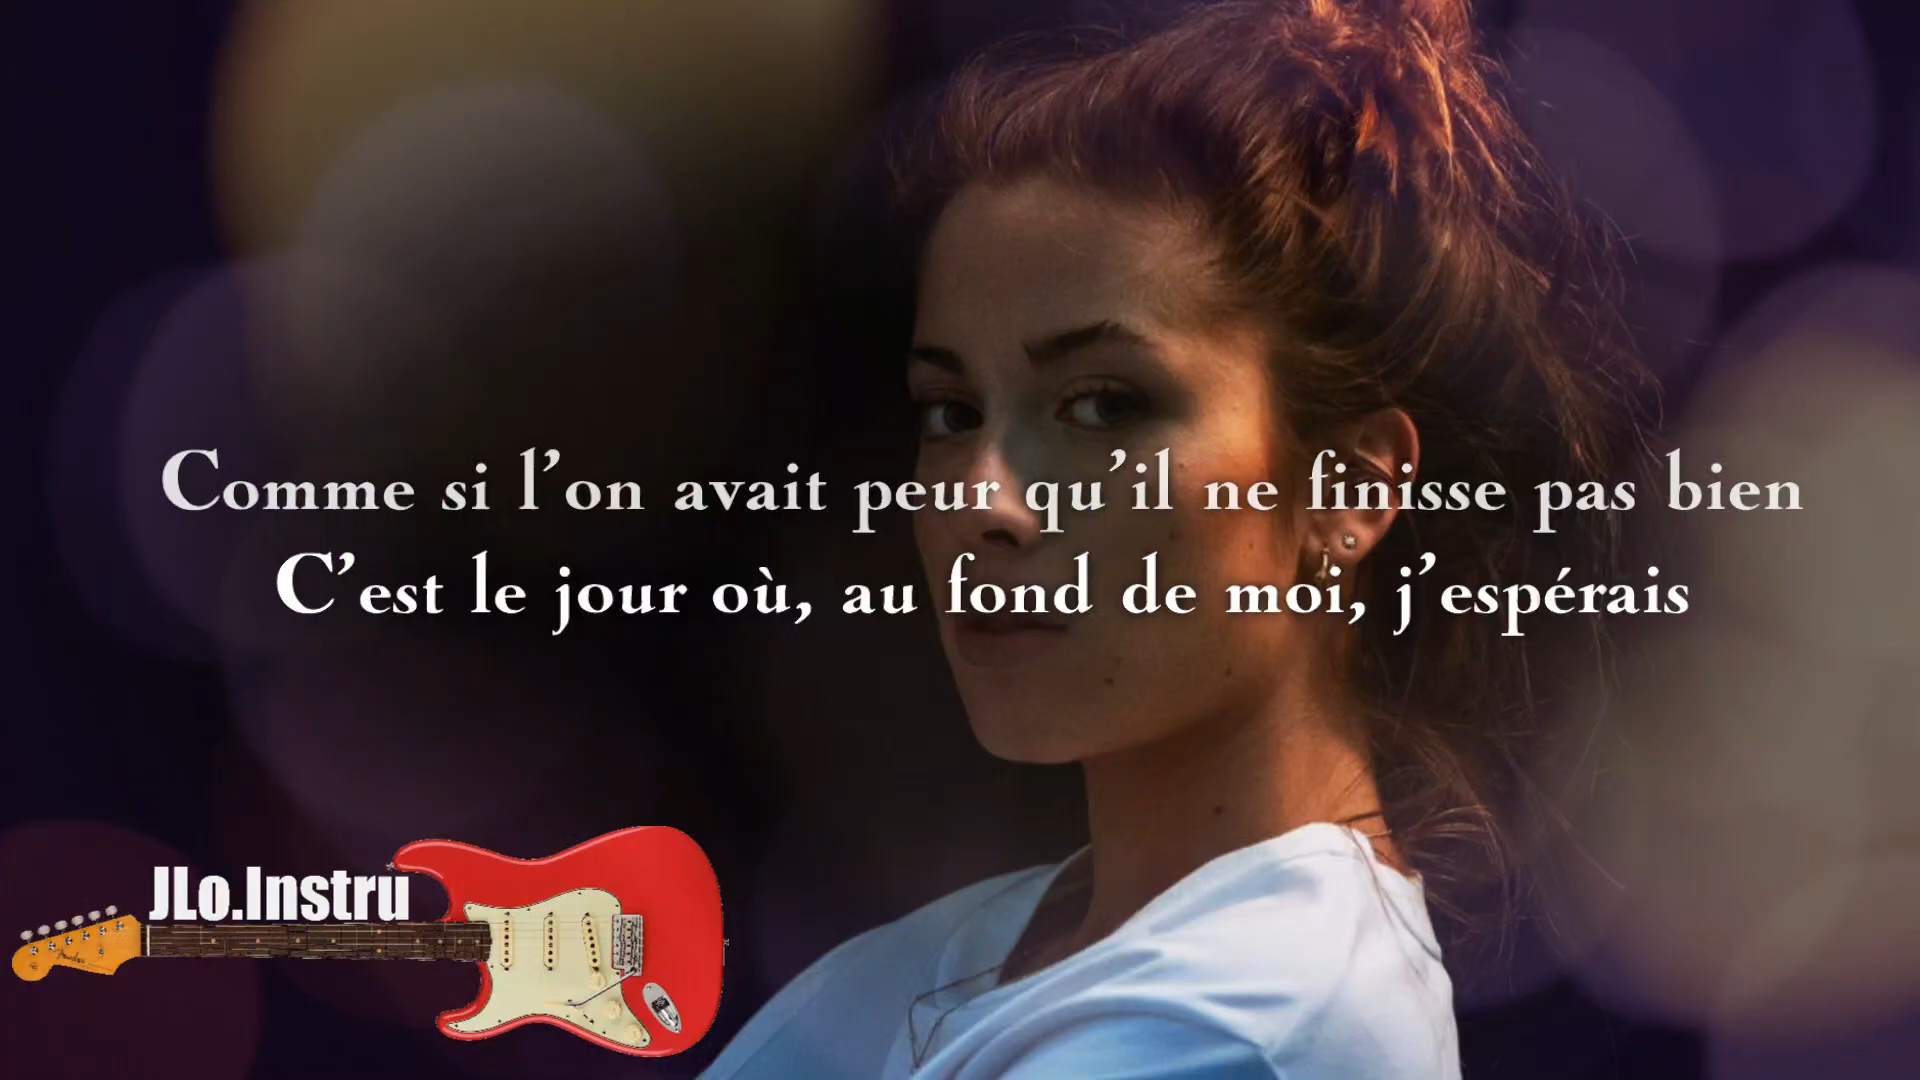 Comme si l’on avait peur qu’il ne finisse pas bien
C’est le jour où, au fond de moi, j’espérais
JLo.Instru
Fender